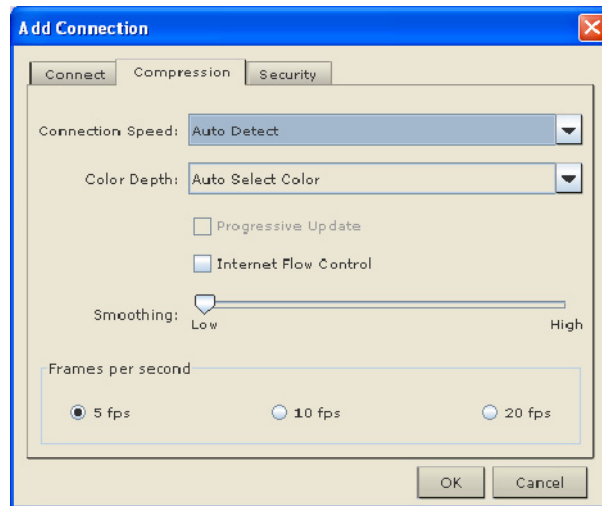 Add Connection
Connect Compression Security
Connection Speed: Auto Detect
Color Depth: Auto Select Color
Progressive Update
Internet Flow Control
Smoothing:
Low High
Frames per second
5 fps 10 fps 20 fps
OK Cancel